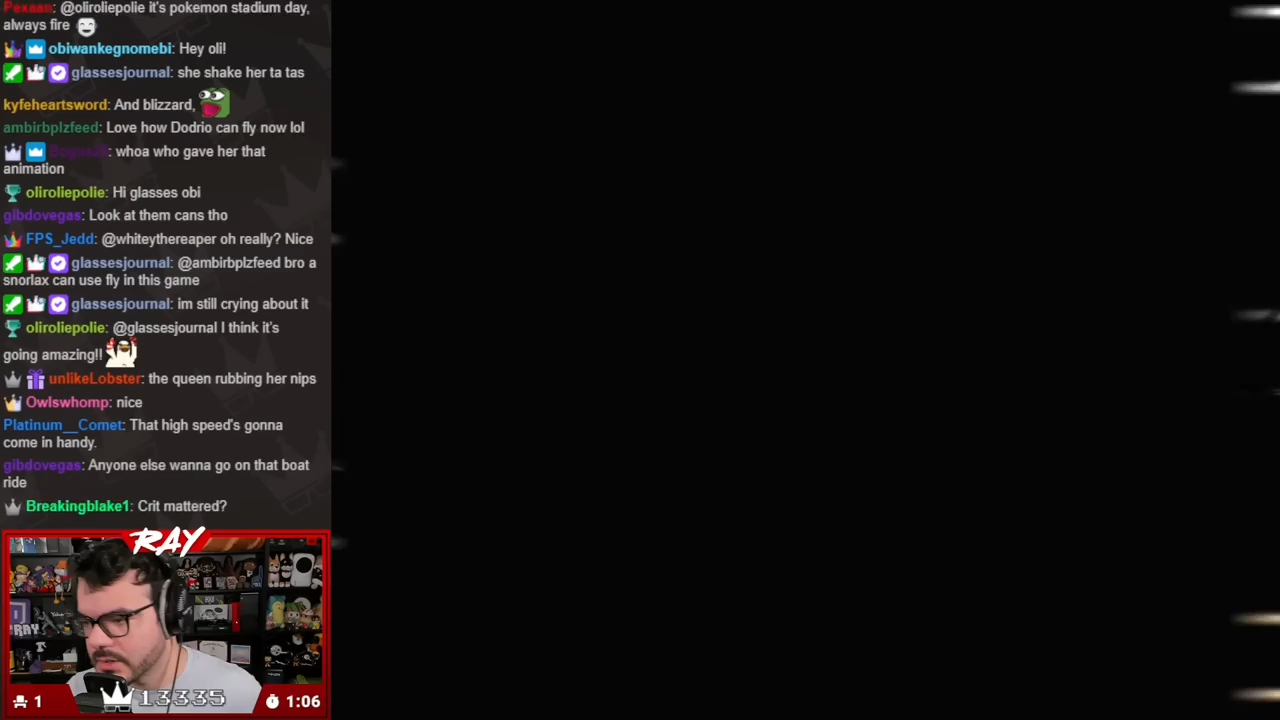 Pexaan: @oliroliepolie it's pokemon stadium day,
always fire
obiwankegnomebi: Hey oli!
glassesjournal: she shake her ta tas
kyfeheartsword: And blizzard,
ambirbplzfeed: Love how Dodrio can fly now lol
: whoa who gave her that
animation
oliroliepolie: Hi glasses obi
glbdovegas: Look at them cans tho
FPS_Jedd: @whiteythereaper oh really? Nice
glassesjournal: @ambirbplzfeed bro a
snorlax can use fly in this game
glassesjournal: im still crying about it
oliroliepolie: @glassesjournal I think it's
going amazing!!
unlikeLobster: the queen rubbing her nips
Owlswhomp: nice
Platinum__Comet: That high speed's gonna
come in handy.
glbdovegas: Anyone else wanna go on that boat
ride
Breakingblake1: Crit mattered?
RAY
1
13335
1:06